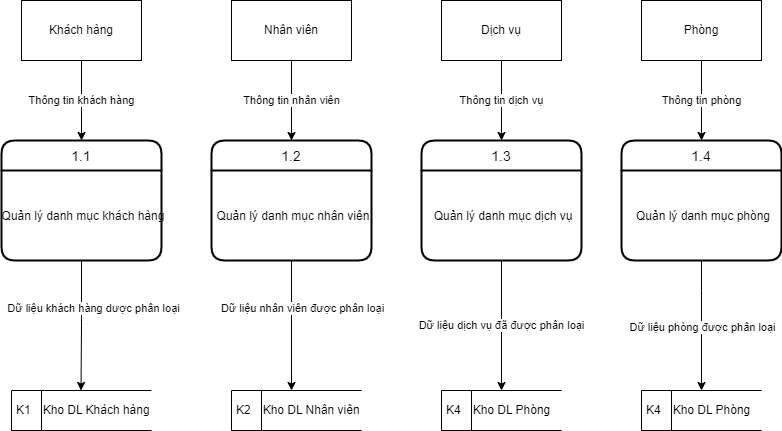 Khách hàng
Nhân viên
Dịch vụ
Phòng
Thông tin khách hàng
Thông tin nhân viên
Thông tin dịch vụ
Thông tin phòng
1.1
1.2
1.3
1.4
Quản lý danh mục khách hàng
Quản lý danh mục nhân viên
Quản lý danh mục dịch vụ
Quản lý danh mục phòng
Dữ liệu khách hàng dược phân loại
Dữ liệu nhân viên được phân loại
Dữ liệu dịch vụ đã được phân loại
Dữ liệu phòng được phân loại
K1 Kho DL Khách hàng
K2 Kho DL Nhân viên
K4 Kho DL Phòng
K4 Kho DL Phòng